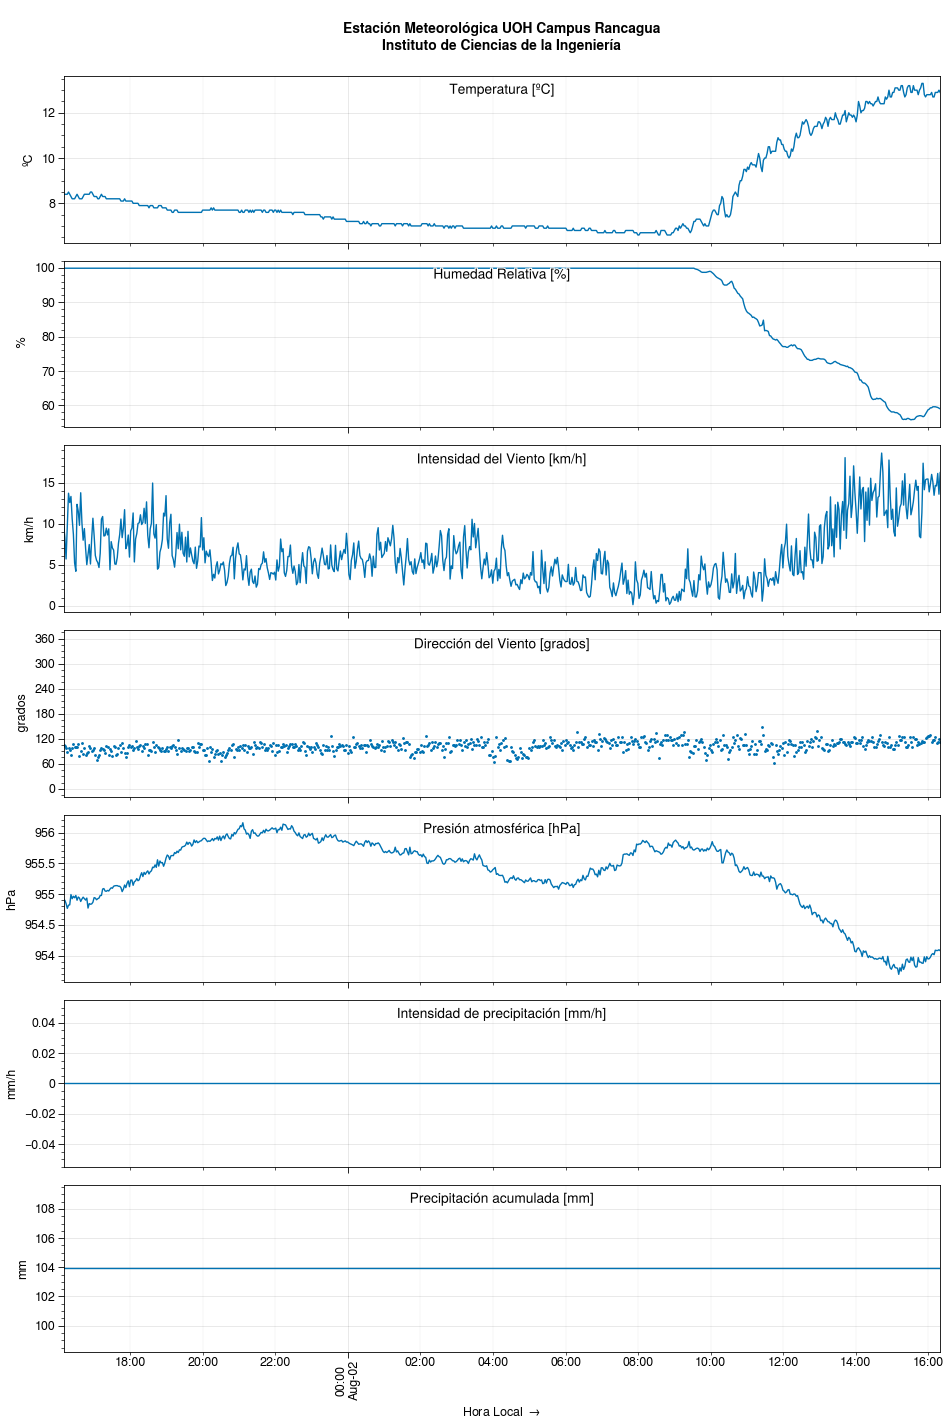 Estación Meteorológica UOH Campus Rancagua
Instituto de Ciencias de la Ingeniería
Temperatura [ºC]
ºC
12
10
8
Humedad Relativa [%]
%
100
90
80
70
60
Intensidad del Viento [km/h]
km/h
15
10
5
0
Dirección del Viento [grados]
grados
360
300
240
180
120
60
0
Presión atmosférica [hPa]
hPa
956
955.5
955
954.5
954
Intensidad de precipitación [mm/h]
mm/h
0.04
0.02
0
−0.02
−0.04
Precipitación acumulada [mm]
mm
108
106
104
102
100
18:00 20:00 22:00 00:00 02:00 04:00 06:00 08:00 10:00 12:00 14:00 16:00
Aug-02
Hora Local →